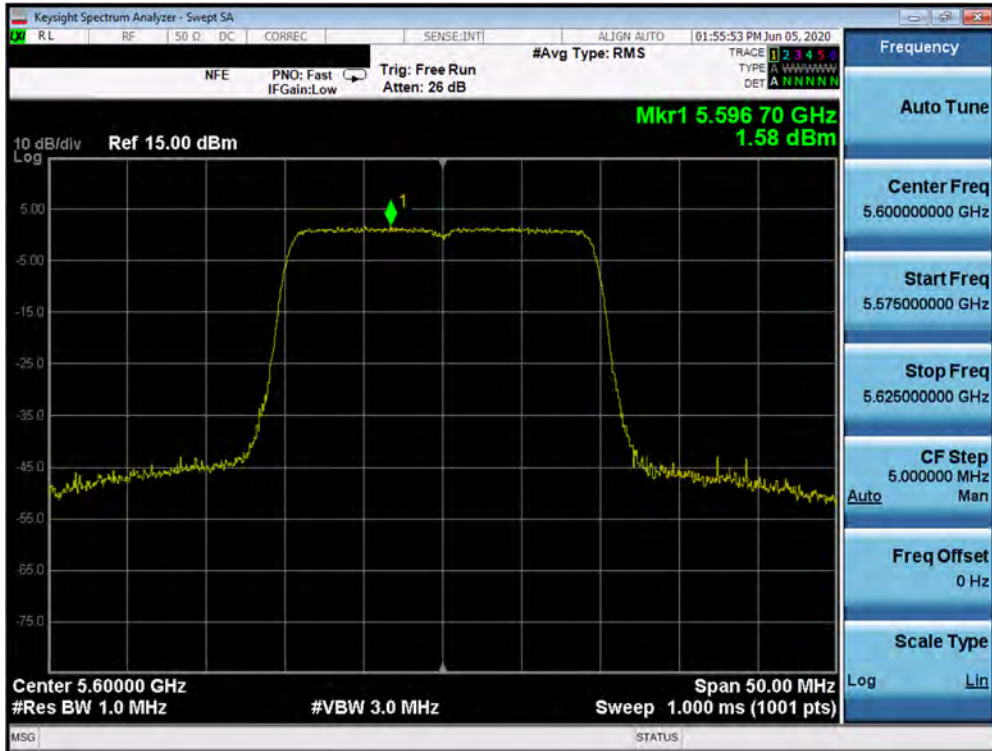 Keysight Spectrum Analyzer - Swept SA
LXI RL RF 50 Ω DC CORREC SENSE:INT ALIGN AUTO 01:55:53 PM Jun 05, 2020
NFE PNO: Fast Trig: Free Run #Avg Type: RMS TRACE 1 2 3 4 5 6
IFGain:Low Atten: 26 dB TYPE A WWWWW
DET A N N N N N
Mkr1 5.596 70 GHz
1.58 dBm
10 dB/div Ref 15.00 dBm
Log
1
5.00
-5.00
-15.0
-25.0
-35.0
-45.0
-55.0
-65.0
-75.0
Center 5.60000 GHz Span 50.00 MHz
#Res BW 1.0 MHz #VBW 3.0 MHz Sweep 1.000 ms (1001 pts)
MSG STATUS
Frequency
Auto Tune
Center Freq
5.600000000 GHz
Start Freq
5.575000000 GHz
Stop Freq
5.625000000 GHz
CF Step
5.000000 MHz
Auto Man
Freq Offset
0 Hz
Scale Type
Log Lin